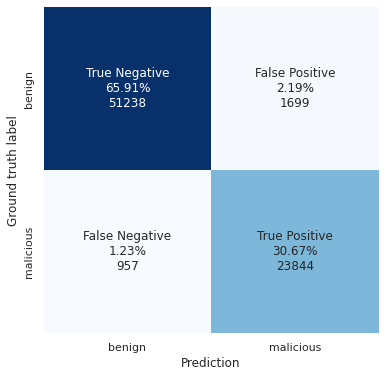 True Negative
65.91%
51238
False Positive
2.19%
1699
False Negative
1.23%
957
True Positive
30.67%
23844
benign
malicious
Ground truth label
benign
malicious
Prediction